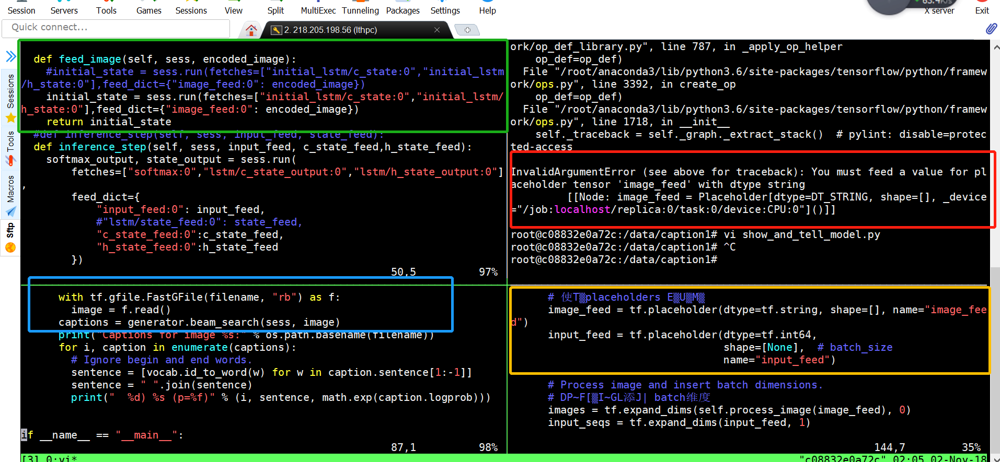 Session Servers Tools Games Sessions View Split MultiExec Tunneling Packages Settings Help X server Exit
Quick connect...
2. 218.205.198.56 (lthpc)
Sessions
Tools
Macros
Sftp
def feed_image(self, sess, encoded_image):
#initial_state = sess.run(fetches=["initial_lstm/c_state:0","initial_lstm
/h_state:0"],feed_dict={"image_feed:0": encoded_image})
initial_state = sess.run(fetches=["initial_lstm/c_state:0","initial_lstm/
h_state:0"],feed_dict={"image_feed:0": encoded_image})
return initial_state
#def inference_step(self, sess, input_feed, state_feed):
def inference_step(self, sess, input_feed, c_state_feed,h_state_feed):
softmax_output, state_output = sess.run(
fetches=["softmax:0","lstm/c_state_output:0","lstm/h_state_output:0"]
,
feed_dict={
"input_feed:0": input_feed,
#"lstm/state_feed:0": state_feed,
"c_state_feed:0":c_state_feed,
"h_state_feed:0":h_state_feed
})
50,5 97%
ork/op_def_library.py", line 787, in _apply_op_helper
op_def=op_def)
File "/root/anaconda3/lib/python3.6/site-packages/tensorflow/python/framew
ork/ops.py", line 3392, in create_op
op_def=op_def)
File "/root/anaconda3/lib/python3.6/site-packages/tensorflow/python/framew
ork/ops.py", line 1718, in __init__
self._traceback = self._graph._extract_stack()  # pylint: disable=protec
ted-access
InvalidArgumentError (see above for traceback): You must feed a value for pl
aceholder tensor 'image_feed' with dtype string
[[Node: image_feed = Placeholder[dtype=DT_STRING, shape=[], _device
="/job:localhost/replica:0/task:0/device:CPU:0"]()]]
root@c08832e0a72c:/data/caption1# vi show_and_tell_model.py
root@c08832e0a72c:/data/caption1# ^C
root@c08832e0a72c:/data/caption1#
with tf.gfile.FastGFile(filename, "rb") as f:
image = f.read()
captions = generator.beam_search(sess, image)
print("Captions for image %s:" % os.path.basename(filename))
for i, caption in enumerate(captions):
# Ignore begin and end words.
sentence = [vocab.id_to_word(w) for w in caption.sentence[1:-1]]
sentence = " ".join(sentence)
print("  %d) %s (p=%f)" % (i, sentence, math.exp(caption.logprob)))
if __name__ == "__main__":
87,1 98%
# 使T placeholders E U M
image_feed = tf.placeholder(dtype=tf.string, shape=[], name="image_fee
d")
input_feed = tf.placeholder(dtype=tf.int64,
shape=[None],  # batch_size
name="input_feed")
# Process image and insert batch dimensions.
# DP~F[ I~GL添J| batch维度
images = tf.expand_dims(self.process_image(image_feed), 0)
input_seqs = tf.expand_dims(input_feed, 1)
144,7 35%
[3] 0:vi* "c08832e0a72c" 02:05 02-Nov-18